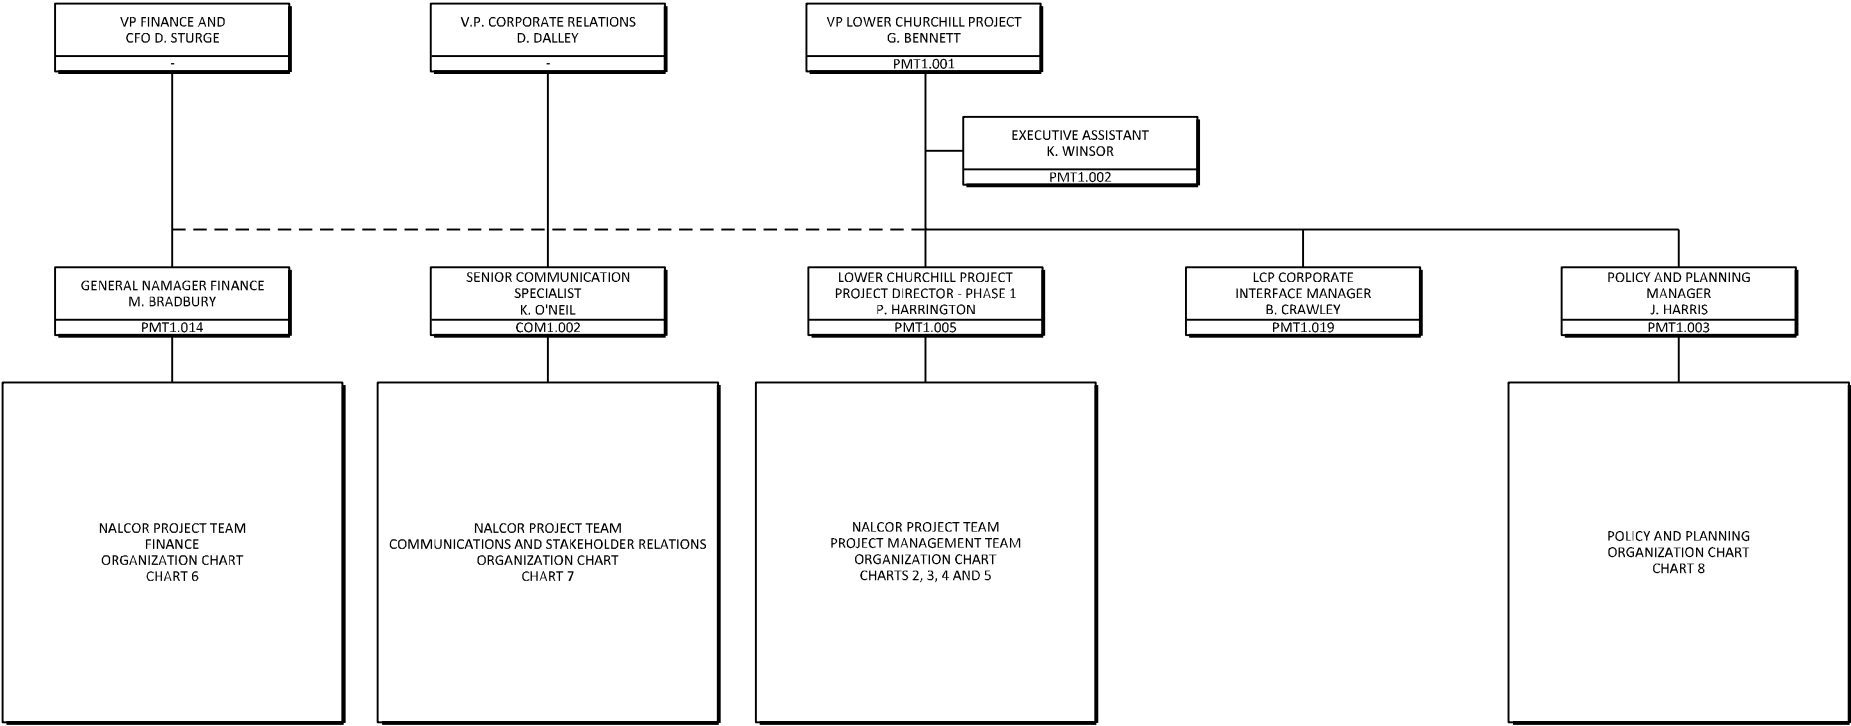 VP FINANCE AND
CFO D. STURGE
-
V.P. CORPORATE RELATIONS
D. DALLEY
-
VP LOWER CHURCHILL PROJECT
G. BENNETT
PMT1.001
EXECUTIVE ASSISTANT
K. WINSOR
PMT1.002
GENERAL NAMAGER FINANCE
M. BRADBURY
PMT1.014
SENIOR COMMUNICATION
SPECIALIST
K. O'NEIL
COM1.002
LOWER CHURCHILL PROJECT
PROJECT DIRECTOR - PHASE 1
P. HARRINGTON
PMT1.005
LCP CORPORATE
INTERFACE MANAGER
B. CRAWLEY
PMT1.019
POLICY AND PLANNING
MANAGER
J. HARRIS
PMT1.003
NALCOR PROJECT TEAM
FINANCE
ORGANIZATION CHART
CHART 6
NALCOR PROJECT TEAM
COMMUNICATIONS AND STAKEHOLDER RELATIONS
ORGANIZATION CHART
CHART 7
NALCOR PROJECT TEAM
PROJECT MANAGEMENT TEAM
ORGANIZATION CHART
CHARTS 2, 3, 4 AND 5
POLICY AND PLANNING
ORGANIZATION CHART
CHART 8